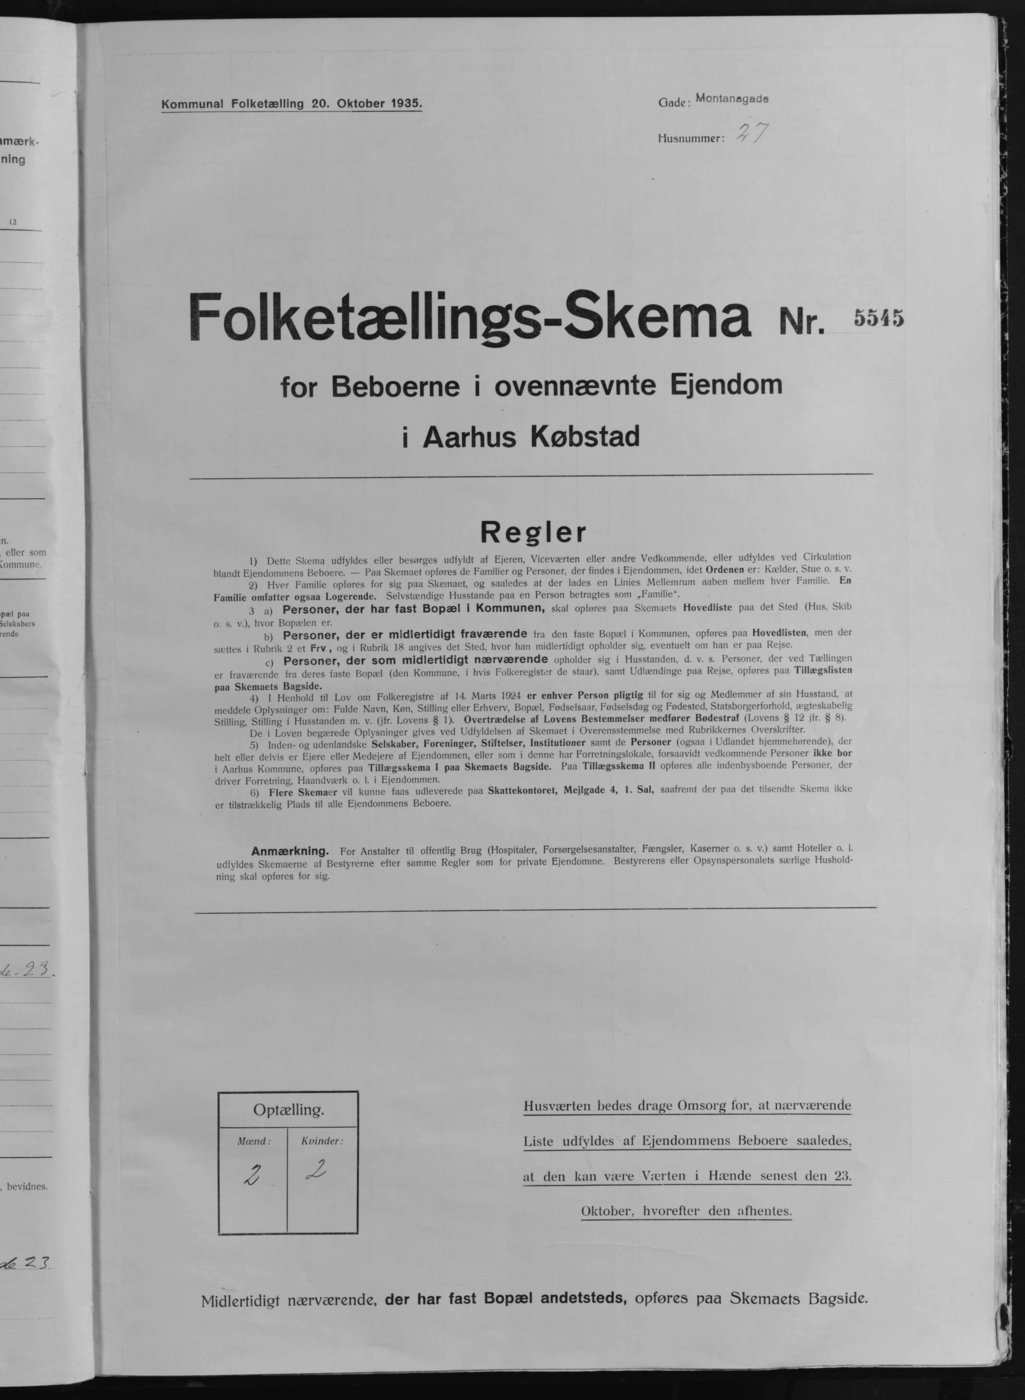 Kommunal Folketælling 20. Oktober 1935.
Gade: Montanagade
Husnummer: 27
Folketællings-Skema Nr. 5545
for Beboerne i ovennævnte Ejendom
i Aarhus Købstad
Regler
1) Dette Skema udfyldes eller besørges udfyldt af Ejeren, Viceværten eller andre Vedkommende, eller udfyldes ved Cirkulation
blandt Ejendommens Beboere. — Paa Skemaet opføres de Familier og Personer, der findes i Ejendommen, idet Ordenen er: Kælder, Stue o. s. v.
2) Hver Familie opføres for sig paa Skemaet, og saaledes at der lades en Linies Mellemrum aaben mellem hver Familie. En
Familie omfatter ogsaa Logerende. Selvstændige Husstande paa en Person betragtes som „Familie“.
3 a) Personer, der har fast Bopæl i Kommunen, skal opføres paa Skemaets Hovedliste paa det Sted (Hus, Skib
o. s. v.), hvor Bopælen er.
b) Personer, der er midlertidigt fraværende fra den faste Bopæl i Kommunen, opføres paa Hovedlisten, men der
sættes i Rubrik 2 et Frv, og i Rubrik 18 angives det Sted, hvor han midlertidigt opholder sig, eventuelt om han er paa Rejse.
c) Personer, der som midlertidigt nærværende opholder sig i Husstanden, d. v. s. Personer, der ved Tællingen
er fraværende fra deres faste Bopæl (den Kommune, i hvis Folkeregister de staar), samt Udlændinge paa Rejse, opføres paa Tillægslisten
paa Skemaets Bagside.
4) I Henhold til Lov om Folkeregistre af 14. Marts 1924 er enhver Person pligtig til for sig og Medlemmer af sin Husstand, at
meddele Oplysninger om: Fulde Navn, Køn, Stilling eller Erhverv, Bopæl, Fødselsaar, Fødselsdag og Fødested, Statsborgerforhold, ægteskabelig
Stilling, Stilling i Husstanden m. v. (jfr. Lovens § 1). Overtrædelse af Lovens Bestemmelser medfører Bødestraf (Lovens § 12 jfr. § 8).
De i Loven begærede Oplysninger gives ved Udfyldelsen af Skemaet i Overensstemmelse med Rubrikkernes Overskrifter.
5) Inden- og udenlandske Selskaber, Foreninger, Stiftelser, Institutioner samt de Personer (ogsaa i Udlandet hjemmehørende), der
helt eller delvis er Ejere eller Medejere af Ejendommen, eller som i denne har Forretningslokale, forsaavidt vedkommende Personer ikke bor
i Aarhus Kommune, opføres paa Tillægsskema I paa Skemaets Bagside. Paa Tillægsskema II opføres alle indenbysboende Personer, der
driver Forretning, Haandværk o. l. i Ejendommen.
6) Flere Skemaer vil kunne faas udleverede paa Skattekontoret, Mejlgade 4, 1. Sal, saafremt der paa det tilsendte Skema ikke
er tilstrækkelig Plads til alle Ejendommens Beboere.
Anmærkning. For Anstalter til offentlig Brug (Hospitaler, Forsørgelsesanstalter, Fængsler, Kaserner o. s. v.) samt Hoteller o. l.
udfyldes Skemaerne af Bestyrerne efter samme Regler som for private Ejendomme. Bestyrerens eller Opsynspersonalets særlige Hushold-
ning skal opføres for sig.
Optælling.
Mænd: Kvinder:
2 2
Husværten bedes drage Omsorg for, at nærværende
Liste udfyldes af Ejendommens Beboere saaledes,
at den kan være Værten i Hænde senest den 23.
Oktober, hvorefter den afhentes.
Midlertidigt nærværende, der har fast Bopæl andetsteds, opføres paa Skemaets Bagside.
mærk-
ning
12
n.
, eller som
Kommune.
opæl paa
Selskabers
rende
de. 23.
, bevidnes.
de 23